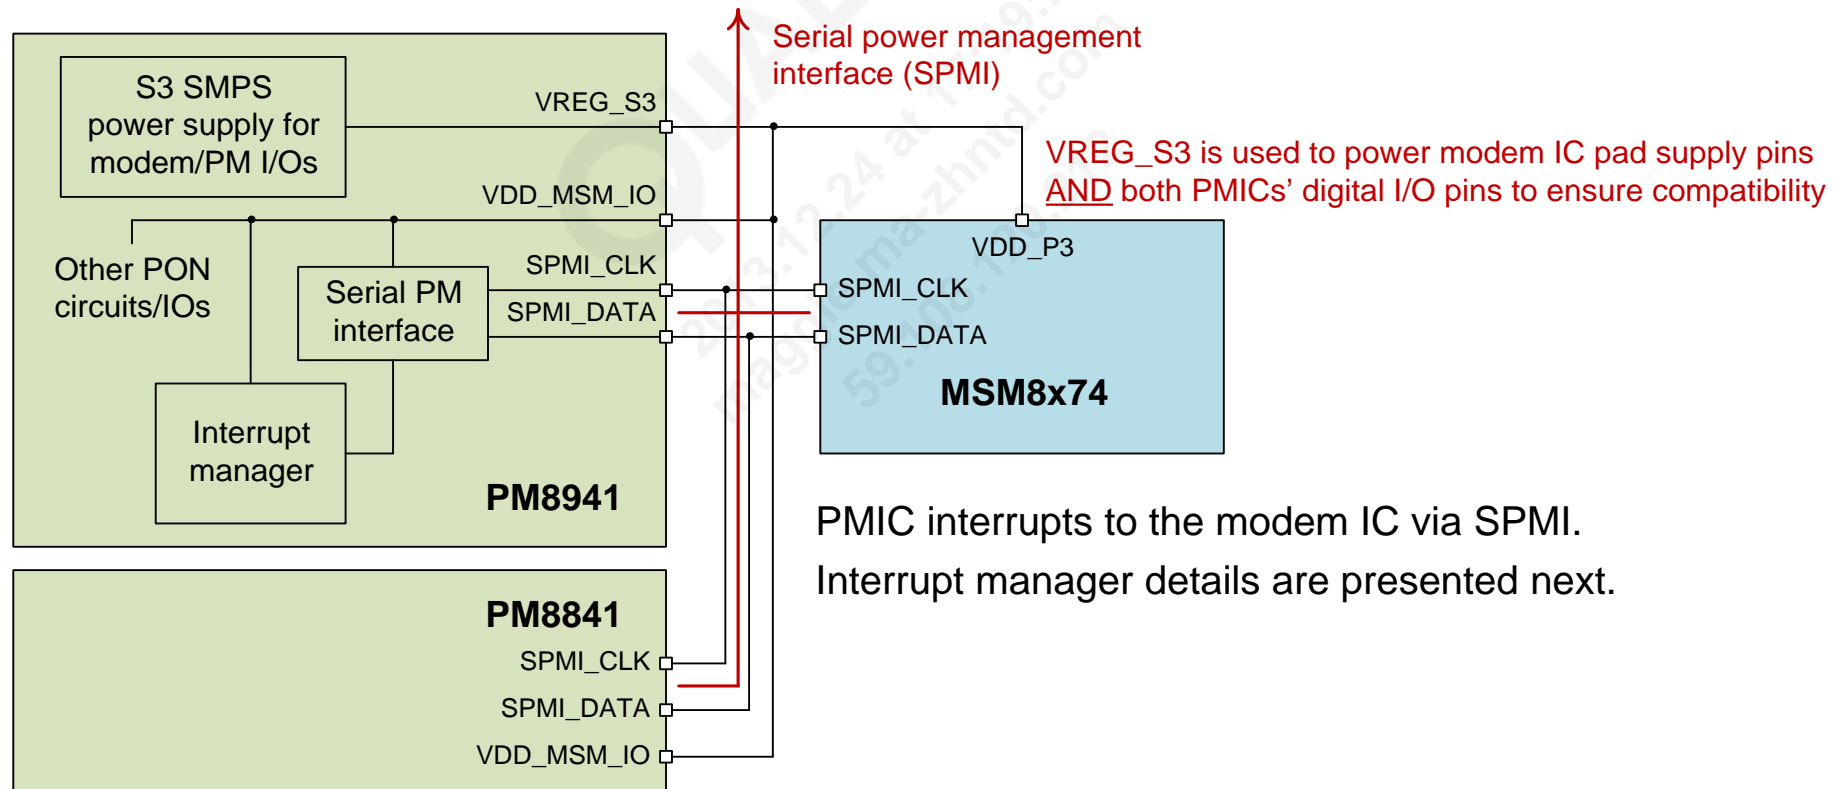 Serial power management
interface (SPMI)
S3 SMPS
power supply for
modem/PM I/Os
VREG_S3
VREG_S3 is used to power modem IC pad supply pins
AND both PMICs' digital I/O pins to ensure compatibility
VDD_MSM_IO
VDD_P3
Other PON
circuits/IOs
Serial PM
interface
SPMI_CLK
SPMI_DATA
SPMI_CLK
SPMI_DATA
MSM8x74
Interrupt
manager
PM8941
PMIC interrupts to the modem IC via SPMI.
Interrupt manager details are presented next.
PM8841
SPMI_CLK
SPMI_DATA
VDD_MSM_IO